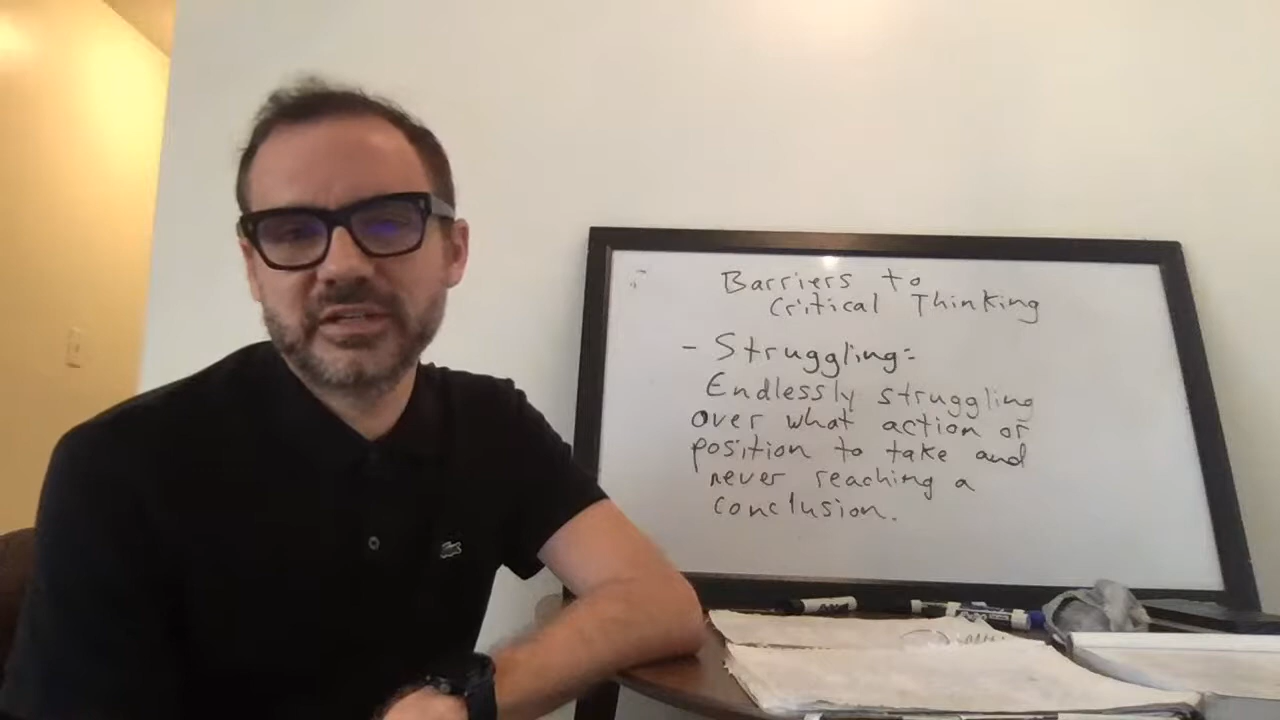 Barriers to
Critical Thinking
- Struggling:
Endlessly struggling
over what action or
position to take and
never reaching a
conclusion.